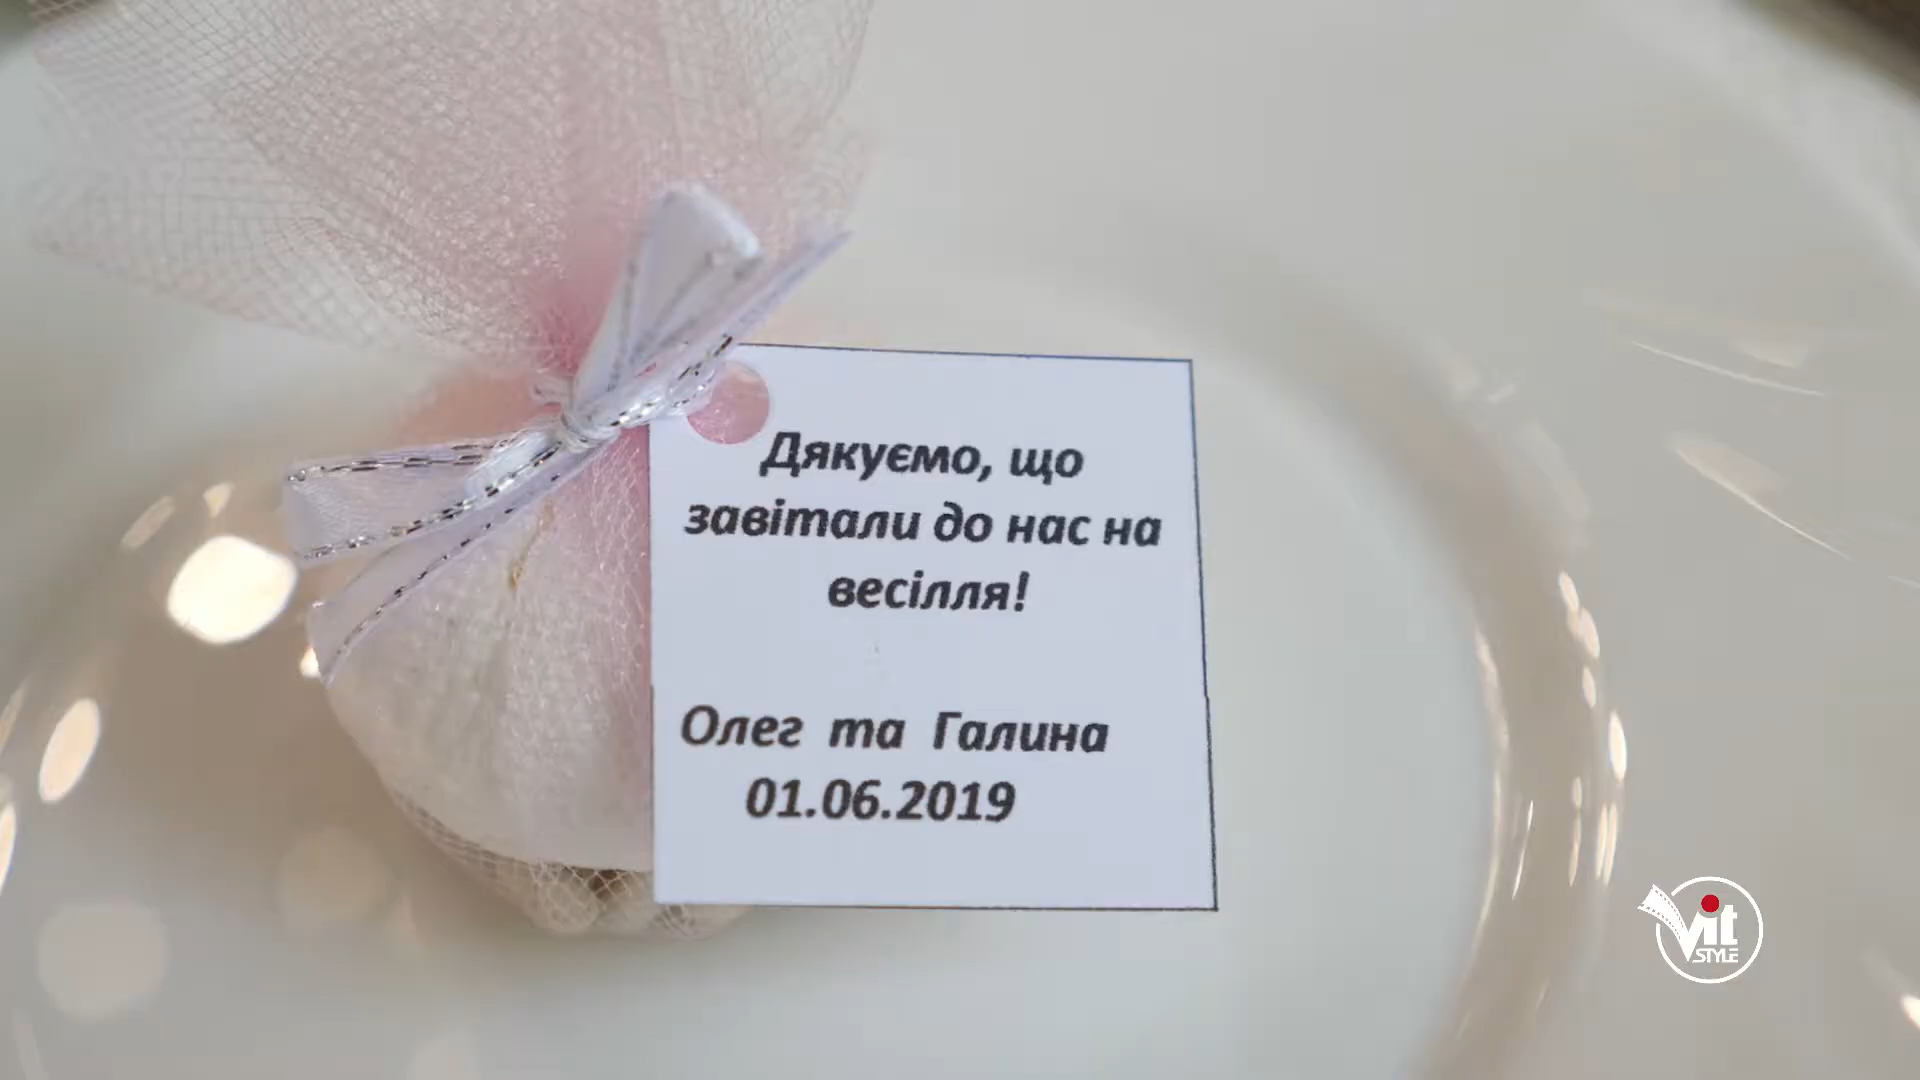 Дякуємо, що
завітали до нас на
весілля!
Олег та Галина
01.06.2019
Vit
STYLE